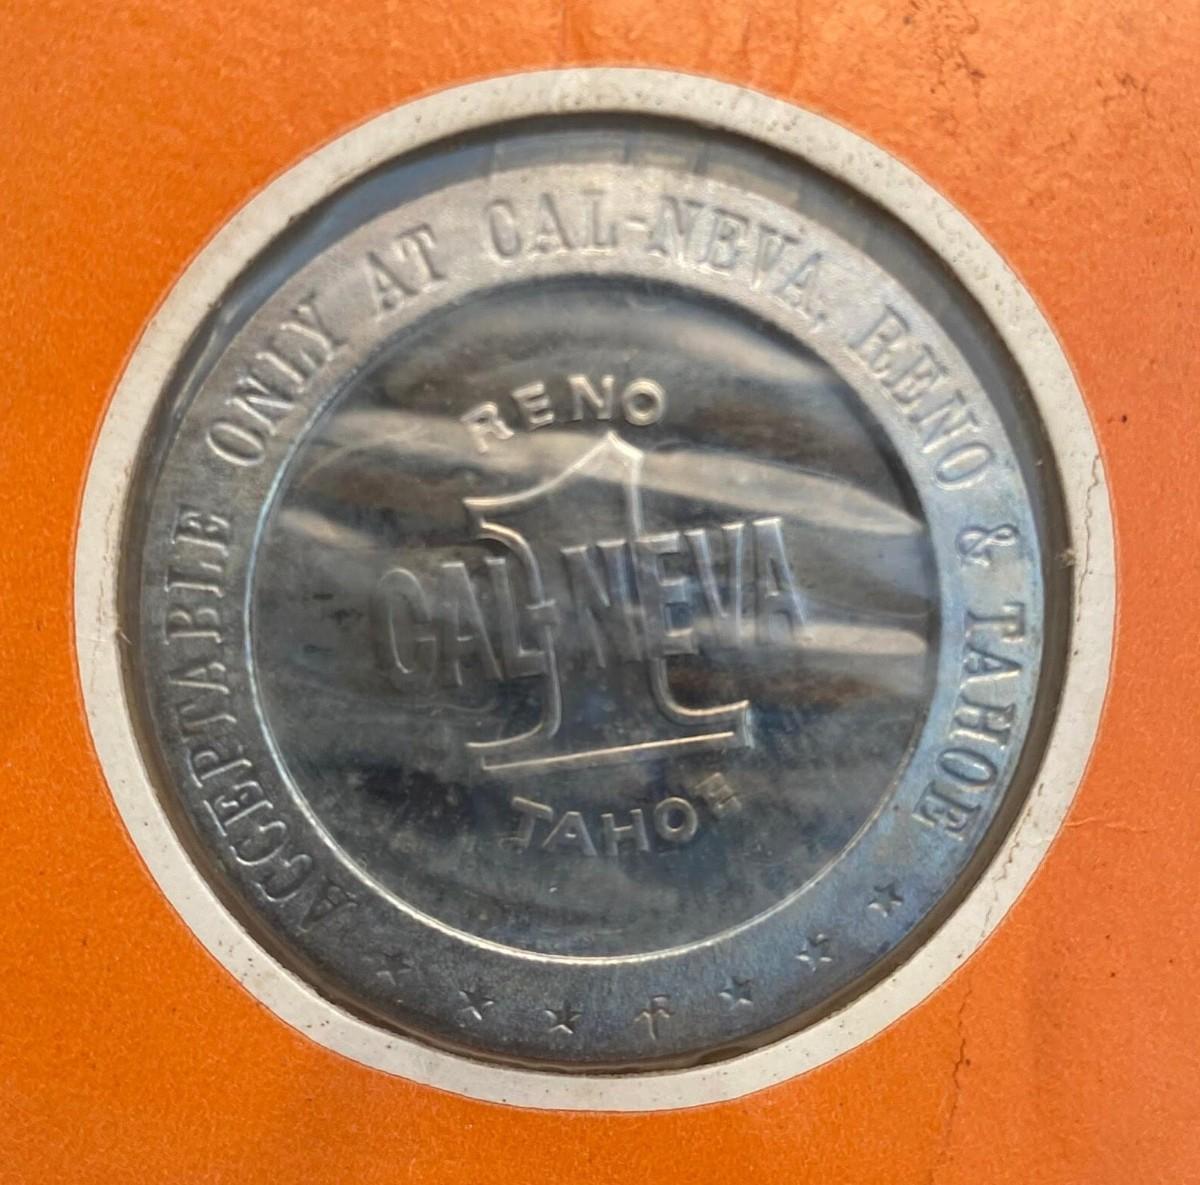 ACCEPTABLE ONLY AT CAL-NEVA, RENO & TAHOE
RENO
1
CAL-NEVA
TAHOE